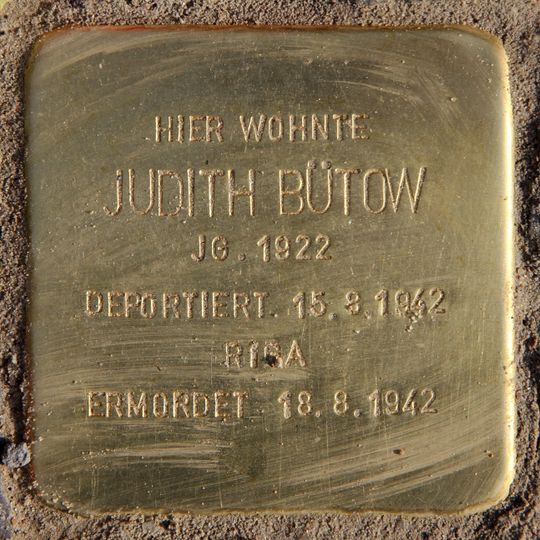 HIER WOHNTE
JUDITH BÜTOW
JG. 1922
DEPORTIERT 15.8.1942
RIGA
ERMORDET 18.8.1942